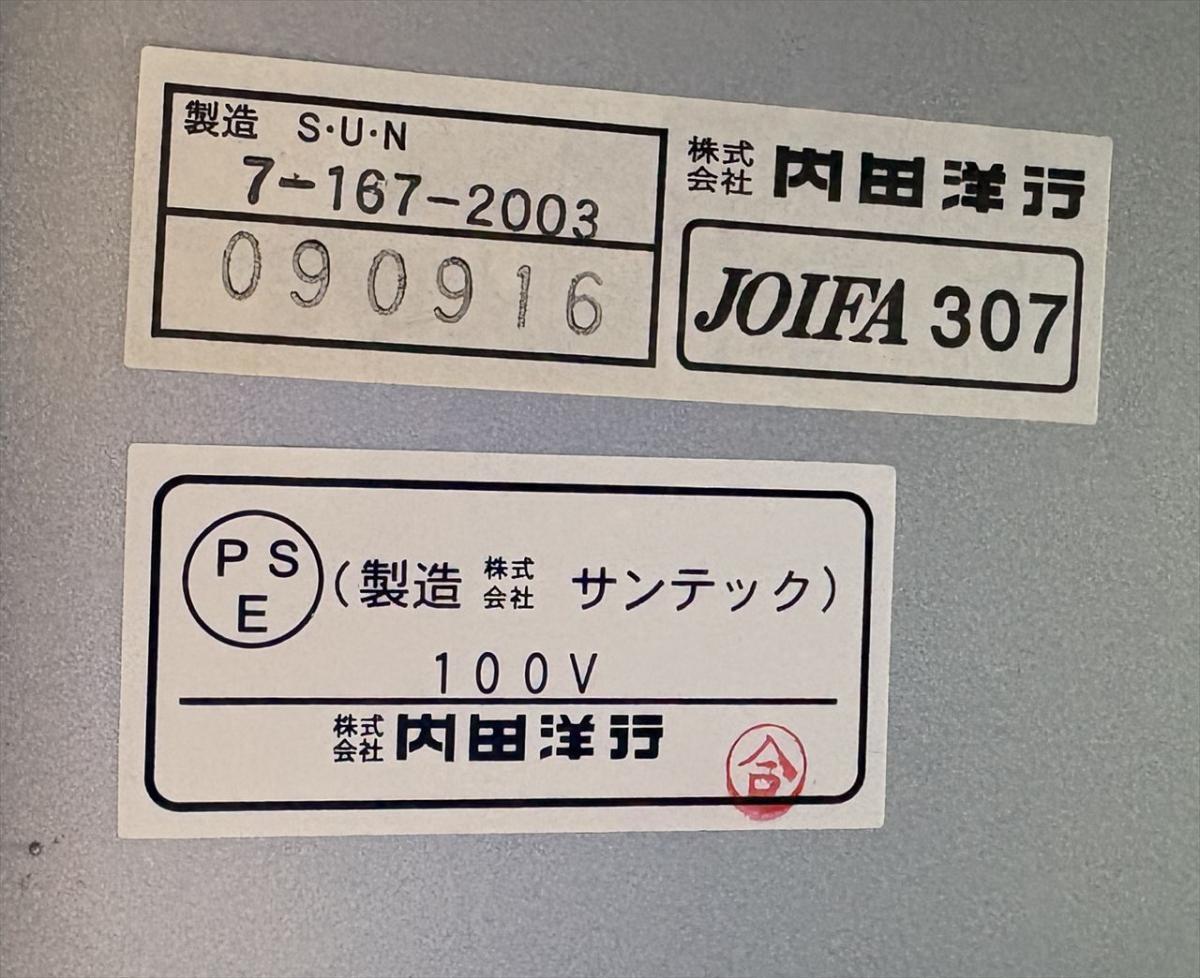 製造 S・U・N
7-167-2003
090916
株式会社 内田洋行
JOIFA 307
PSE (製造 株式会社 サンテック)
100V
株式会社 内田洋行
合